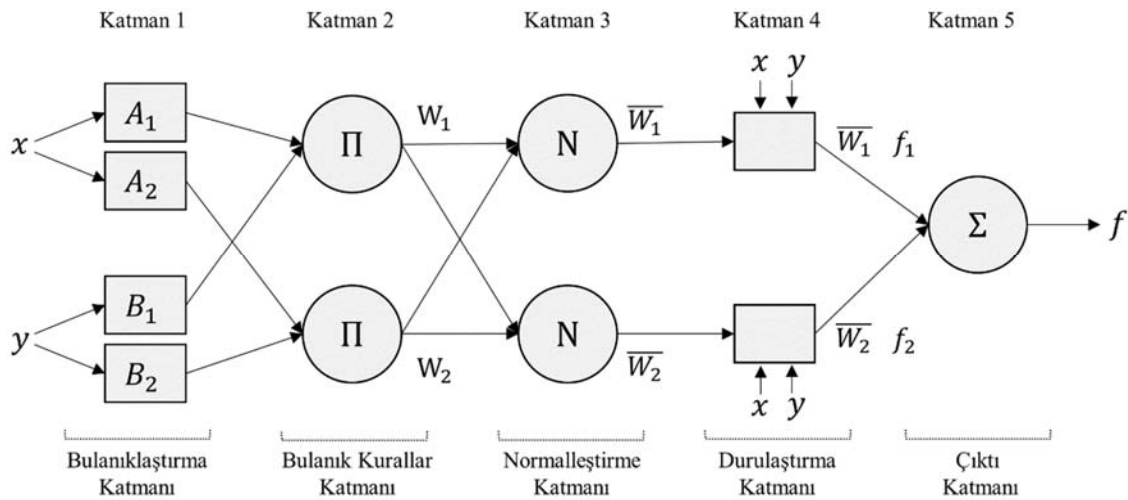 Katman 1 Katman 2 Katman 3 Katman 4 Katman 5
x y
A₁ W₁ W̅₁
x Π N W̅₁ f₁
A₂
Σ f
B₁
y Π N W̅₂ f₂
B₂ W₂ W̅₂
x y
Bulanıklaştırma Bulanık Kurallar Normalleştirme Durulaştırma Çıktı
Katmanı Katmanı Katmanı Katmanı Katmanı